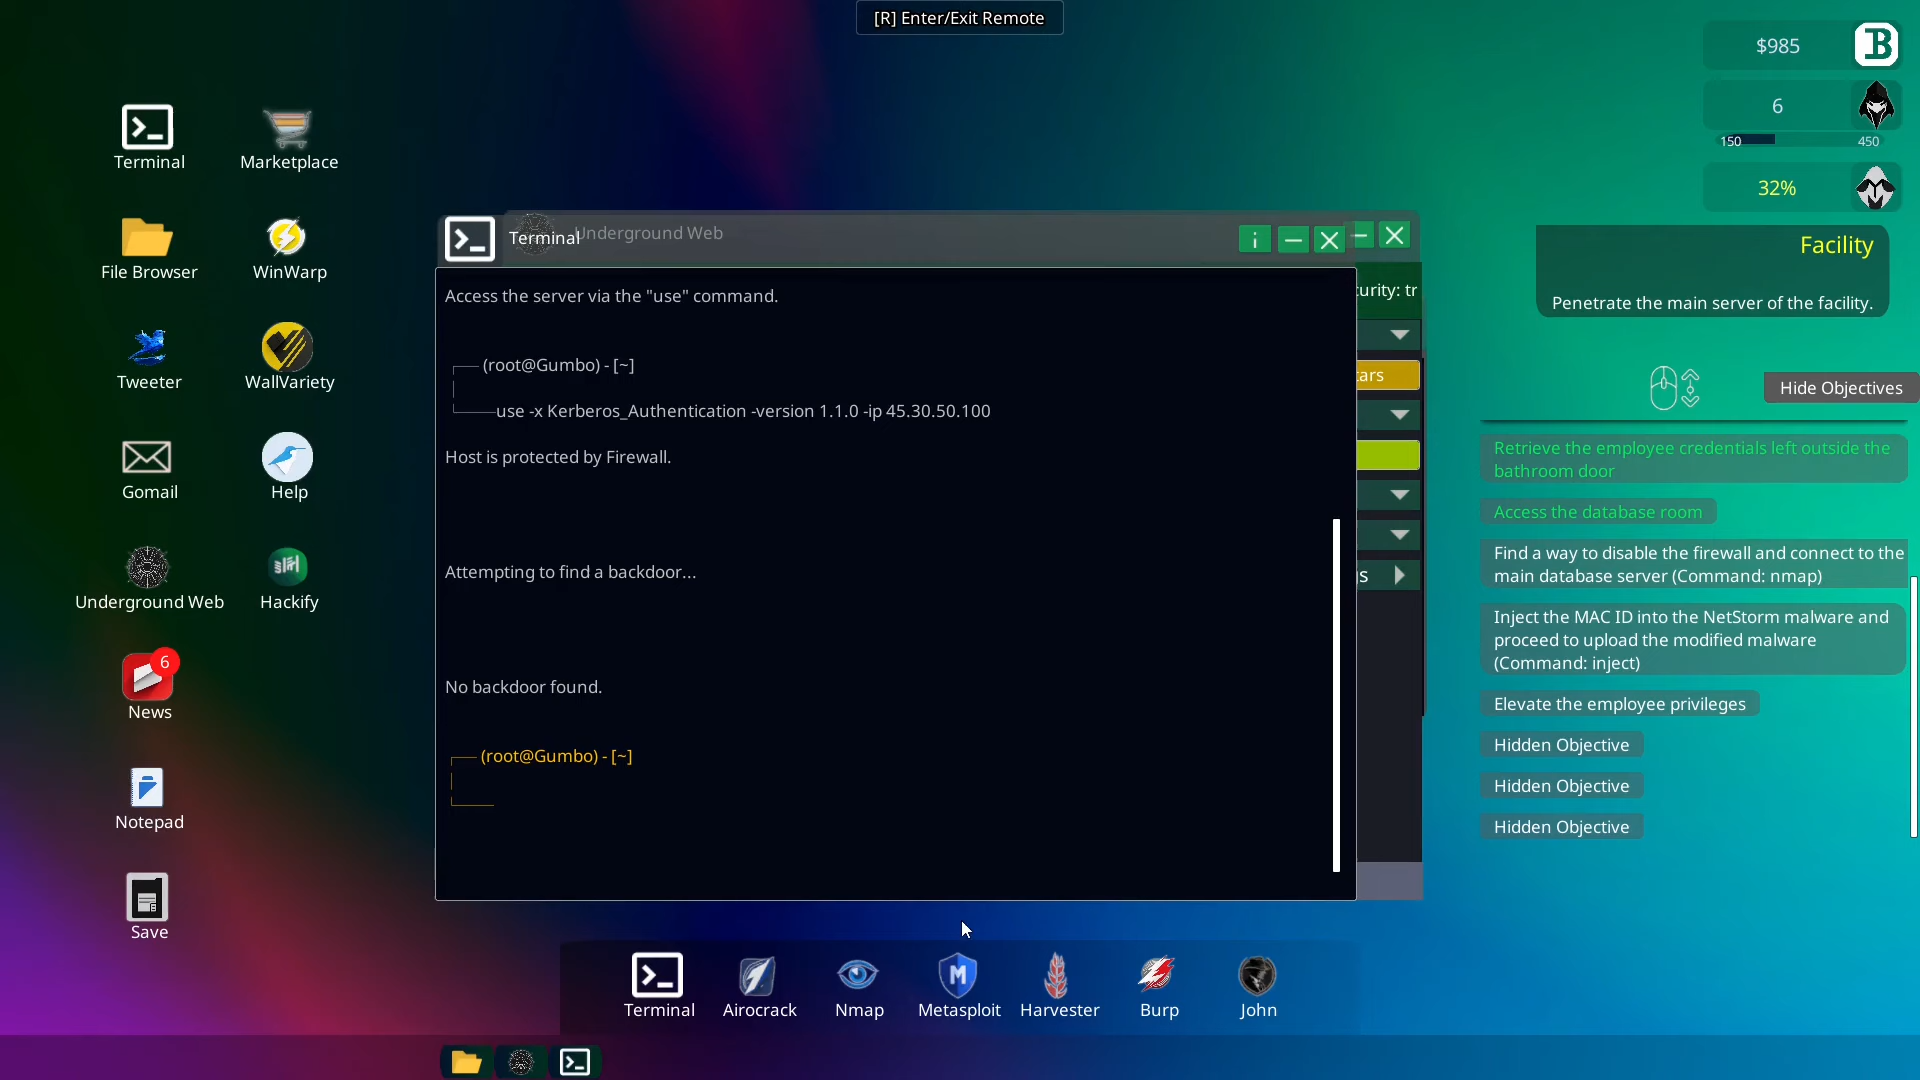 [R] Enter/Exit Remote
$985
6
150
450
32%
Facility
Penetrate the main server of the facility.
Hide Objectives
Retrieve the employee credentials left outside the
bathroom door
Access the database room
Find a way to disable the firewall and connect to the
main database server (Command: nmap)
Inject the MAC ID into the NetStorm malware and
proceed to upload the modified malware
(Command: inject)
Elevate the employee privileges
Hidden Objective
Hidden Objective
Hidden Objective
Terminal
Marketplace
File Browser
WinWarp
Tweeter
WallVariety
Gomail
Help
Underground Web
Hackify
6
News
Notepad
Save
Terminal
Underground Web
Access the server via the "use" command.
(root@Gumbo) - [~]
use -x Kerberos_Authentication -version 1.1.0 -ip 45.30.50.100
Host is protected by Firewall.
Attempting to find a backdoor...
No backdoor found.
(root@Gumbo) - [~]
curity: tr
tars
s
Terminal
Airocrack
Nmap
Metasploit
Harvester
Burp
John